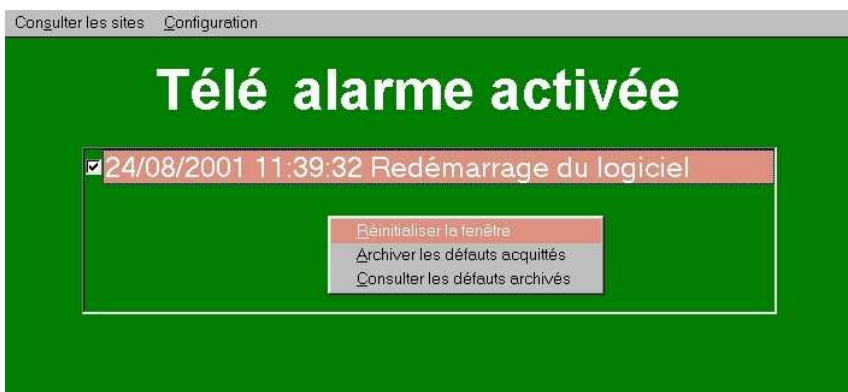 Consulter les sites Configuration
Télé alarme activée
24/08/2001 11:39:32 Redémarrage du logiciel
Réinitialiser la fenêtre
Archiver les défauts acquittés
Consulter les défauts archivés